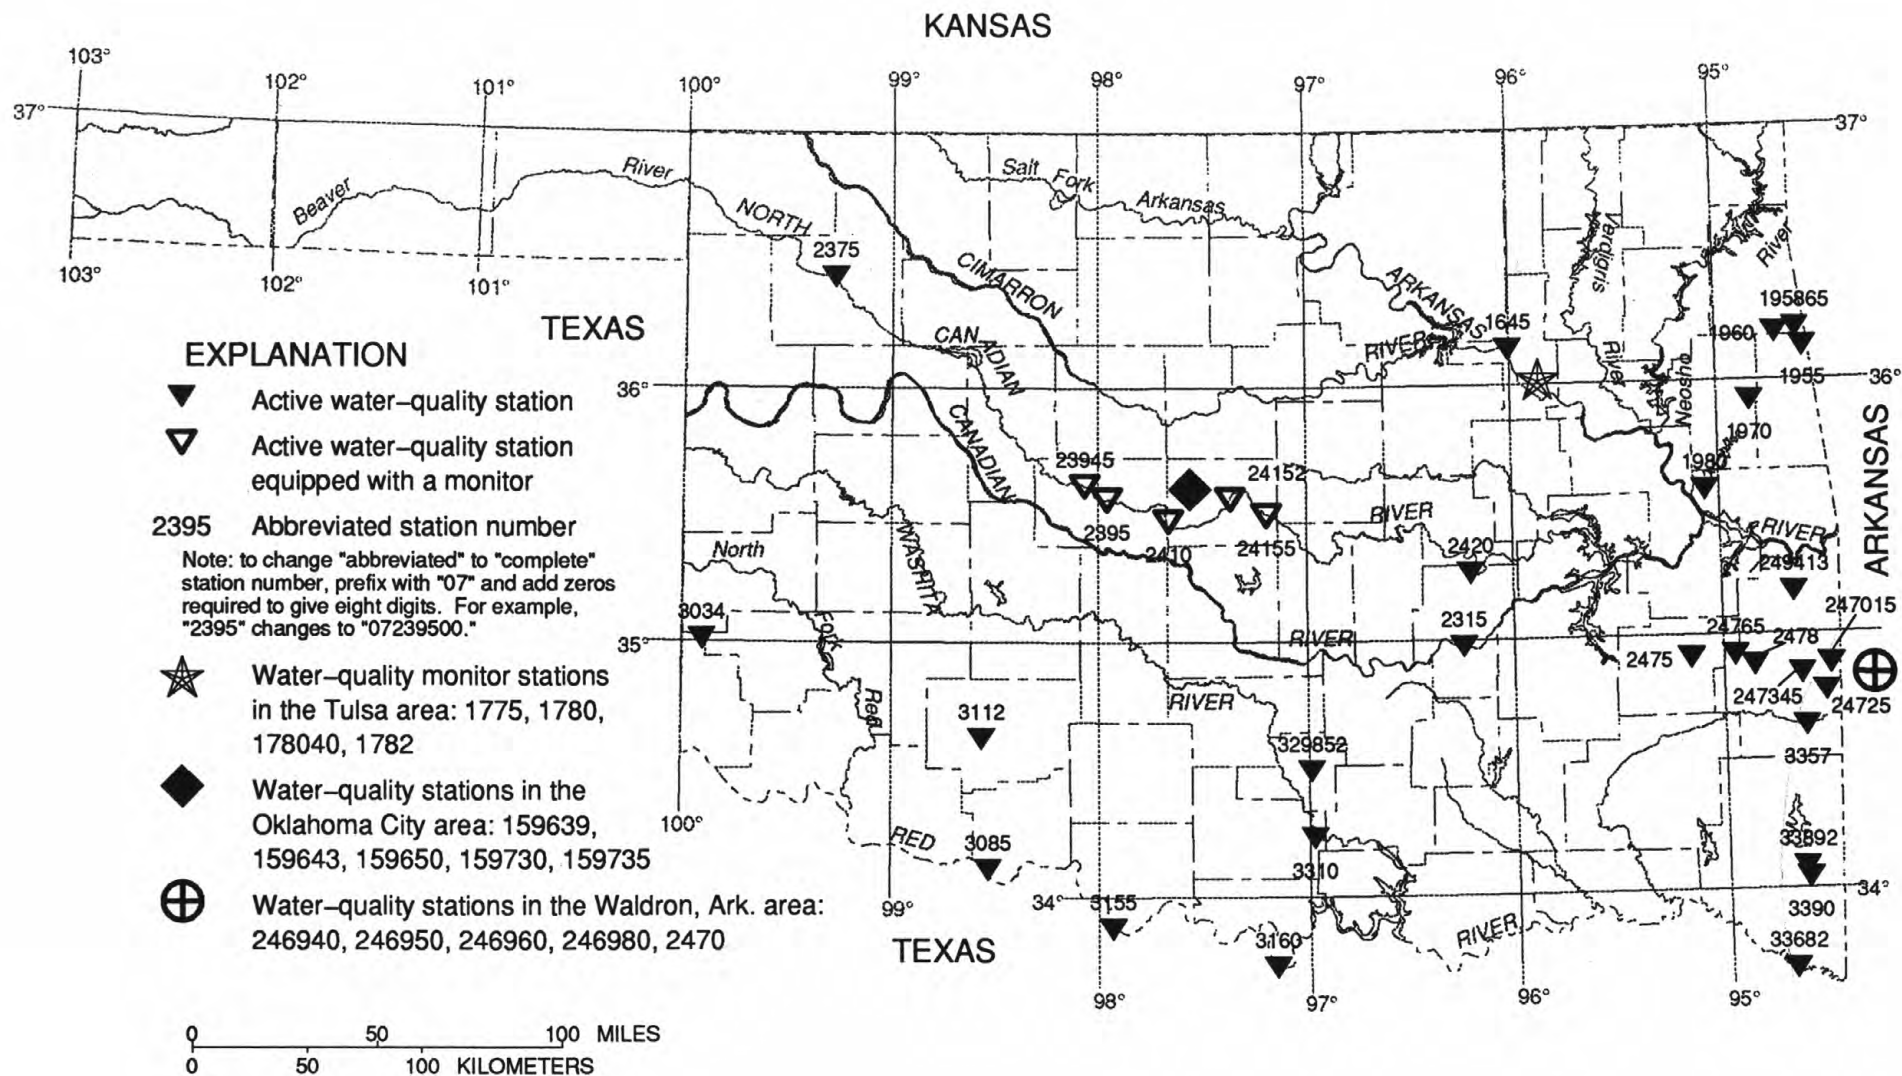 KANSAS
103°
102°
101°
100°
99°
98°
97°
96°
95°
37°
37°
Beaver
River
NORTH
2375
CIMARRON
Salt
Fork
Arkansas
Verdigris
River
ARKANSAS
RIVER
1645
195865
1960
River
Neosho
1955
36°
103°
102°
101°
TEXAS
CAN
ADIAN
36°
CANADIAN
1970
1980
23945
24152
2395
2410
24155
RIVER
2420
RIVER
249413
ARKANSAS
247015
North
WASHITA
3034
Fork
35°
RIVER
2315
24765
2478
2475
247345
24725
Red
RIVER
3112
329852
3357
100°
RED
3085
3310
33892
99°
34°
3155
34°
3390
TEXAS
3160
RIVER
33682
98°
97°
96°
95°
EXPLANATION
Active water–quality station
Active water–quality station
equipped with a monitor
2395 Abbreviated station number
Note: to change "abbreviated" to "complete"
station number, prefix with "07" and add zeros
required to give eight digits. For example,
"2395" changes to "07239500."
Water–quality monitor stations
in the Tulsa area: 1775, 1780,
178040, 1782
Water–quality stations in the
Oklahoma City area: 159639,
159643, 159650, 159730, 159735
Water–quality stations in the Waldron, Ark. area:
246940, 246950, 246960, 246980, 2470
0 50 100 MILES
0 50 100 KILOMETERS